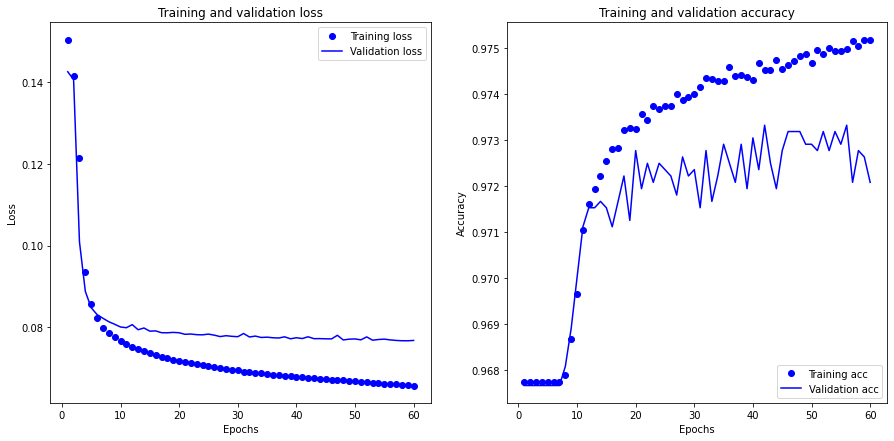 Training and validation loss
Training loss
Validation loss
0.14
0.12
0.10
0.08
Loss
0
10
20
30
40
50
60
Epochs
Training and validation accuracy
0.975
0.974
0.973
0.972
0.971
0.970
0.969
0.968
Accuracy
Training acc
Validation acc
0
10
20
30
40
50
60
Epochs